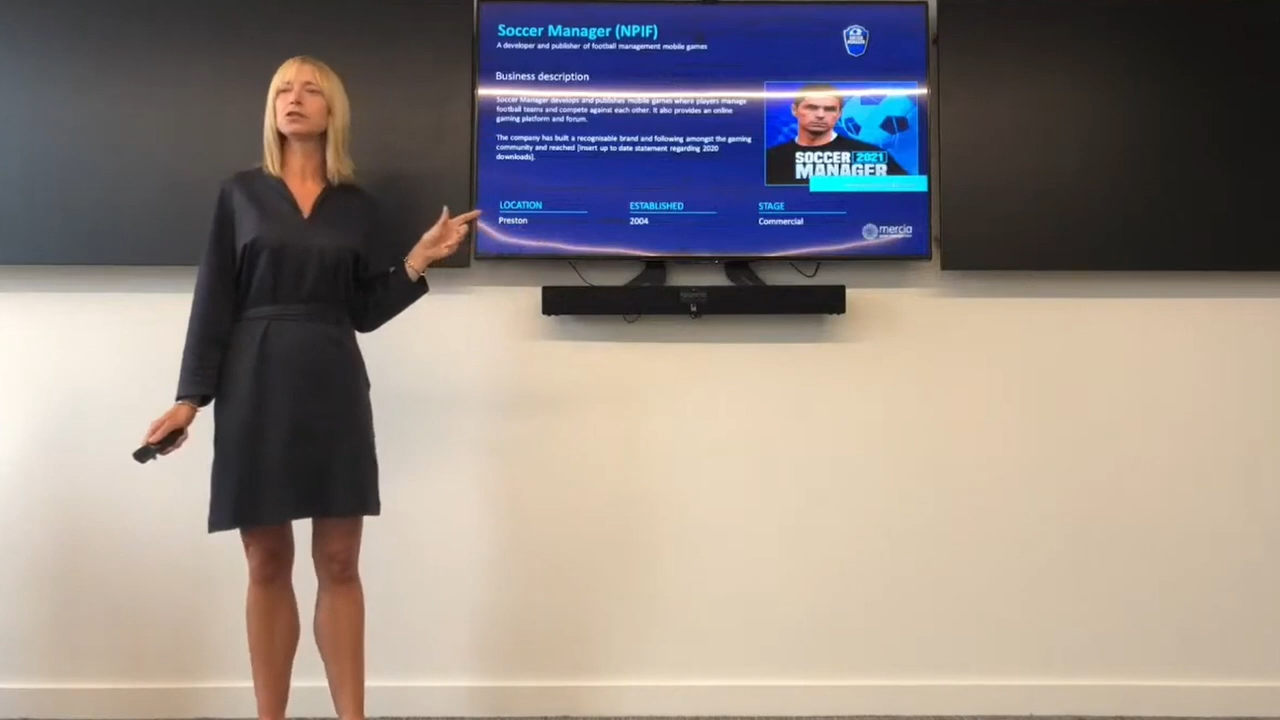 Soccer Manager (NPIF)
A developer and publisher of football management mobile games
SOCCER
MANAGER
Business description
Soccer Manager develops and publishes mobile games where players manage
football teams and compete against each other. It also provides an online
gaming platform and forum.
The company has built a recognisable brand and following amongst the gaming
community and reached [insert up to date statement regarding 2020
downloads].
SOCCER 2021
MANAGER
LOCATION
Preston
ESTABLISHED
2004
STAGE
Commercial
mercia